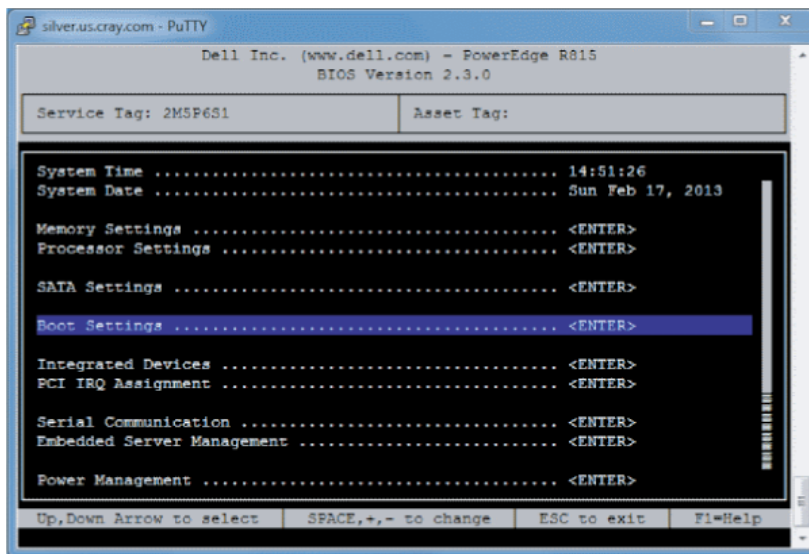 silver.us.cray.com - PuTTY
Dell Inc. (www.dell.com) - PowerEdge R815
BIOS Version 2.3.0
Service Tag: 2M5P6S1 Asset Tag:
System Time .......................................... 14:51:26
System Date .......................................... Sun Feb 17, 2013
Memory Settings ...................................... <ENTER>
Processor Settings ................................... <ENTER>
SATA Settings ........................................ <ENTER>
Boot Settings ........................................ <ENTER>
Integrated Devices ................................... <ENTER>
PCI IRQ Assignment ................................... <ENTER>
Serial Communication ................................. <ENTER>
Embedded Server Management ........................... <ENTER>
Power Management ..................................... <ENTER>
Up,Down Arrow to select SPACE,+,- to change ESC to exit F1=Help